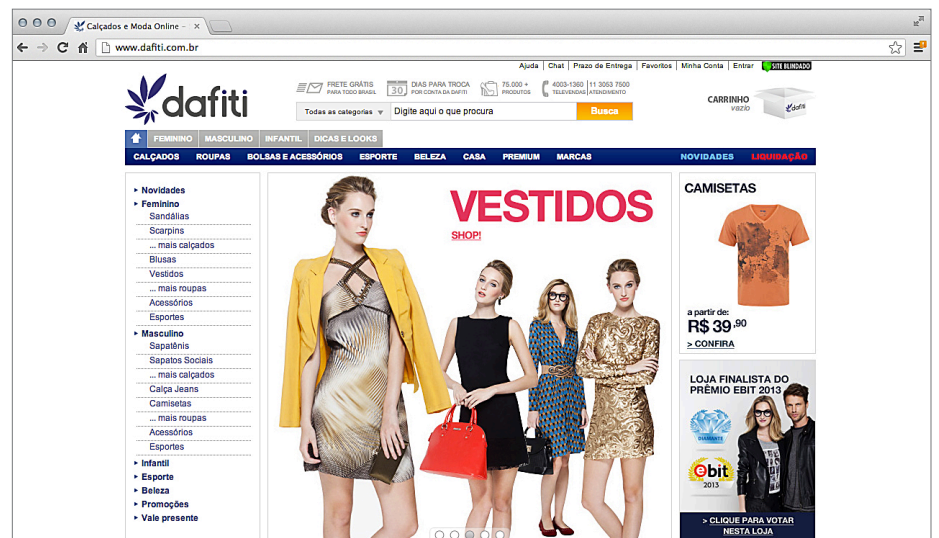 Calçados e Moda Online -
www.dafiti.com.br
Ajuda | Chat | Prazo de Entrega | Favoritos | Minha Conta | Entrar SITE BLINDADO
dafiti
FRETE GRÁTIS
PARA TODO BRASIL
30
DIAS PARA TROCA
POR CONTA DA DAFITI
75.000 +
PRODUTOS
4003-1360 | 11 3053 7500
TELEVENDAS | ATENDIMENTO
Todas as categorias
Digite aqui o que procura
Busca
CARRINHO
vazio
dafiti
FEMININO MASCULINO INFANTIL DICAS E LOOKS
CALÇADOS ROUPAS BOLSAS E ACESSÓRIOS ESPORTE BELEZA CASA PREMIUM MARCAS NOVIDADES LIQUIDAÇÃO
Novidades
Feminino
Sandálias
Scarpins
... mais calçados
Blusas
Vestidos
... mais roupas
Acessórios
Esportes
Masculino
Sapatênis
Sapatos Sociais
... mais calçados
Calça Jeans
Camisetas
... mais roupas
Acessórios
Esportes
Infantil
Esporte
Beleza
Promoções
Vale presente
VESTIDOS
SHOP!
CAMISETAS
a partir de:
R$ 39,90
> CONFIRA
LOJA FINALISTA DO
PRÊMIO EBIT 2013
DIAMANTE
ebit
2013
> CLIQUE PARA VOTAR
NESTA LOJA